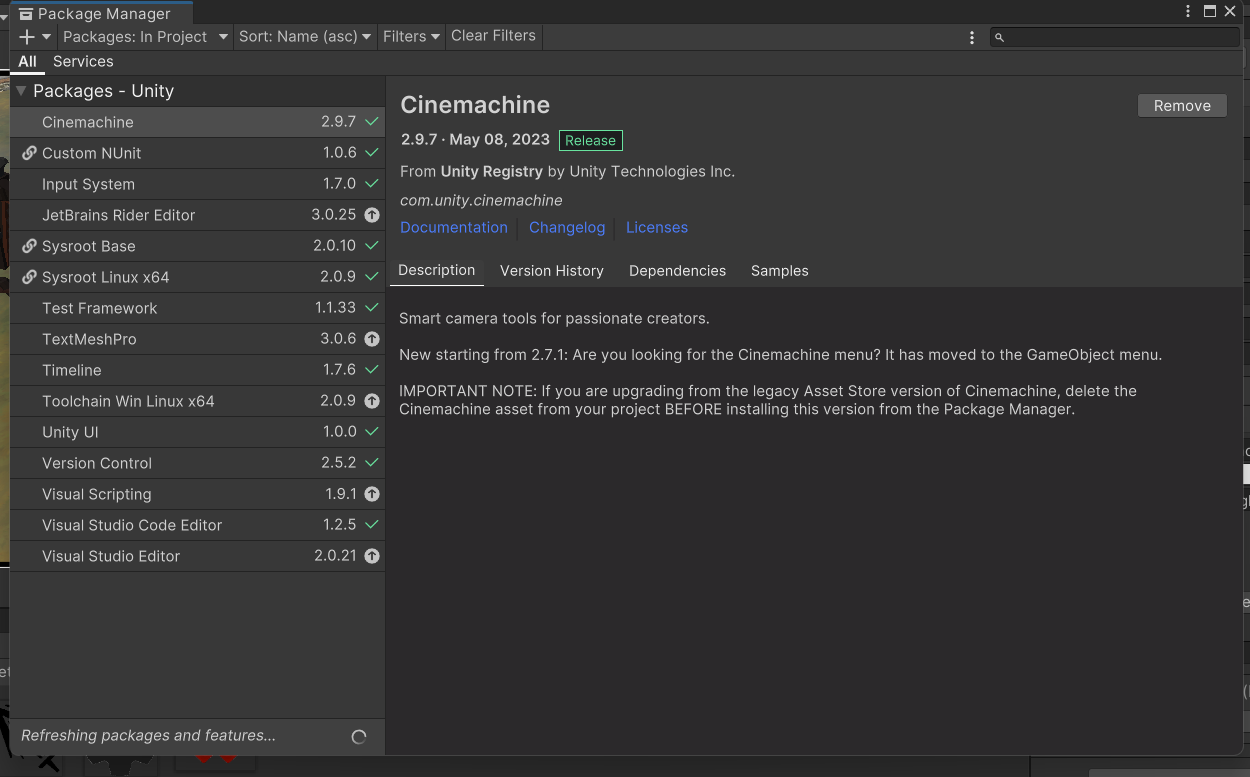 Package Manager
Packages: In Project Sort: Name (asc) Filters Clear Filters
All Services
Packages - Unity
Cinemachine 2.9.7
Custom NUnit 1.0.6
Input System 1.7.0
JetBrains Rider Editor 3.0.25
Sysroot Base 2.0.10
Sysroot Linux x64 2.0.9
Test Framework 1.1.33
TextMeshPro 3.0.6
Timeline 1.7.6
Toolchain Win Linux x64 2.0.9
Unity UI 1.0.0
Version Control 2.5.2
Visual Scripting 1.9.1
Visual Studio Code Editor 1.2.5
Visual Studio Editor 2.0.21
Refreshing packages and features...
Cinemachine
Remove
2.9.7 · May 08, 2023 Release
From Unity Registry by Unity Technologies Inc.
com.unity.cinemachine
Documentation Changelog Licenses
Description Version History Dependencies Samples
Smart camera tools for passionate creators.
New starting from 2.7.1: Are you looking for the Cinemachine menu? It has moved to the GameObject menu.
IMPORTANT NOTE: If you are upgrading from the legacy Asset Store version of Cinemachine, delete the
Cinemachine asset from your project BEFORE installing this version from the Package Manager.